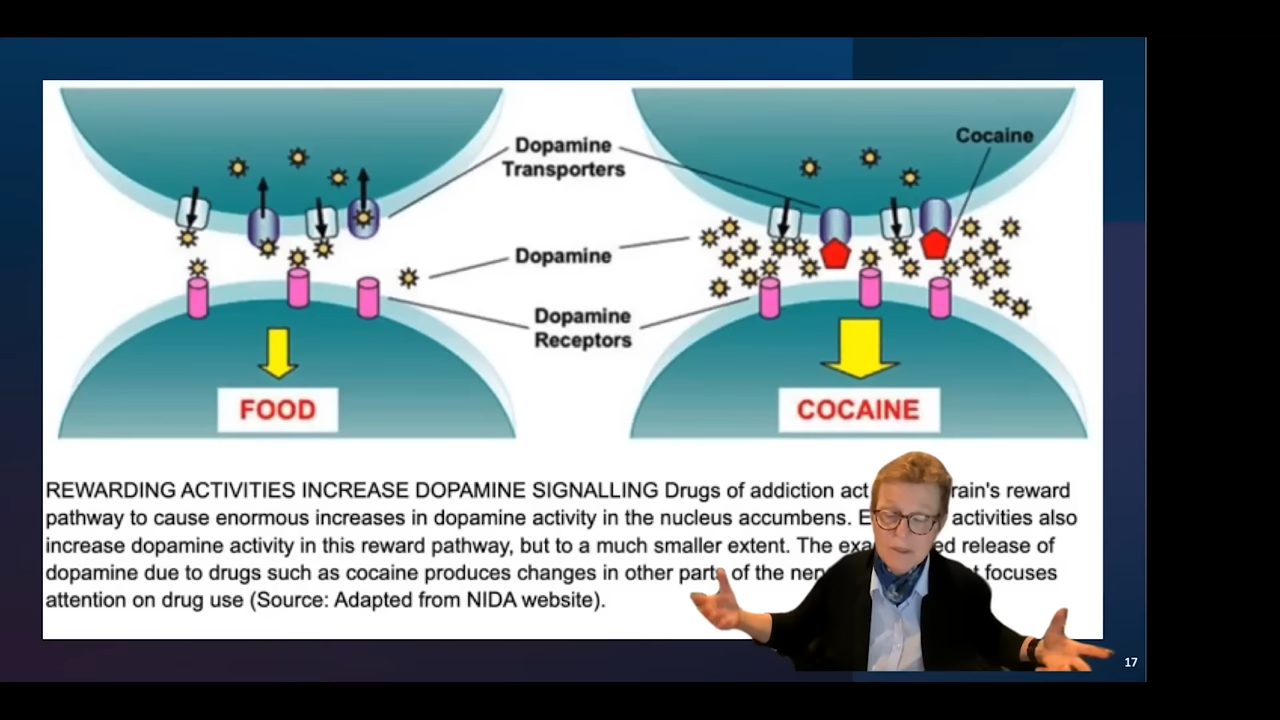 Dopamine
Transporters
Cocaine
Dopamine
Dopamine
Receptors
FOOD
COCAINE
REWARDING ACTIVITIES INCREASE DOPAMINE SIGNALLING Drugs of addiction act reward
pathway to cause enormous increases in dopamine activity in the nucleus accumbens. activities also
increase dopamine activity in this reward pathway, but to a much smaller extent. The release of
dopamine due to drugs such as cocaine produces changes in other parts of the focuses
attention on drug use (Source: Adapted from NIDA website).
17